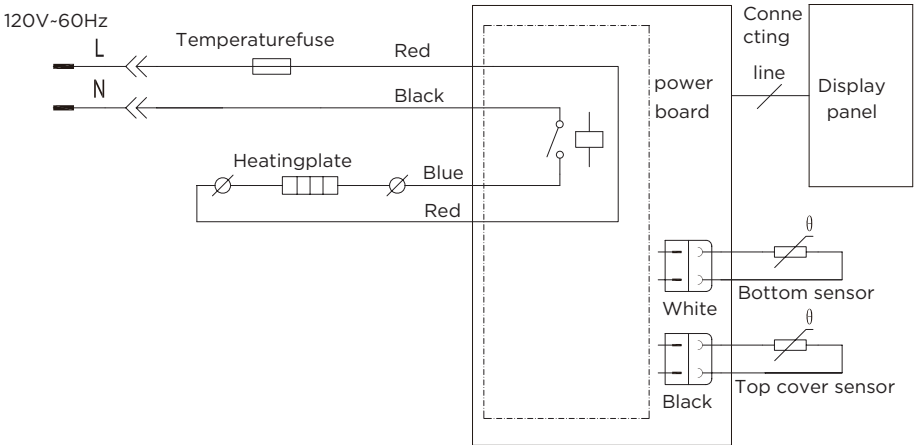 120V~60Hz
L
Temperaturefuse
Red
N
Black
Heatingplate
Blue
Red
power
board
Conne
cting
line
Display
panel
θ
White
Bottom sensor
θ
Black
Top cover sensor